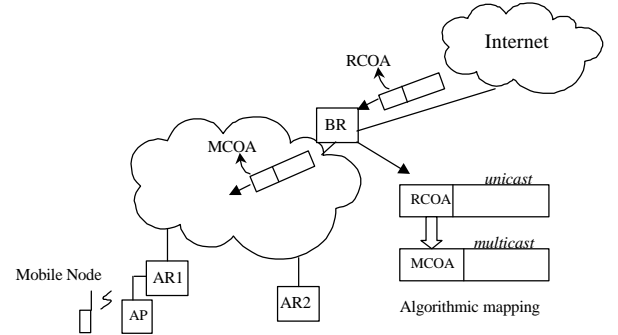 Internet
RCOA
BR
MCOA
unicast
RCOA
multicast
MCOA
Mobile Node
AR1
AP
AR2
Algorithmic mapping